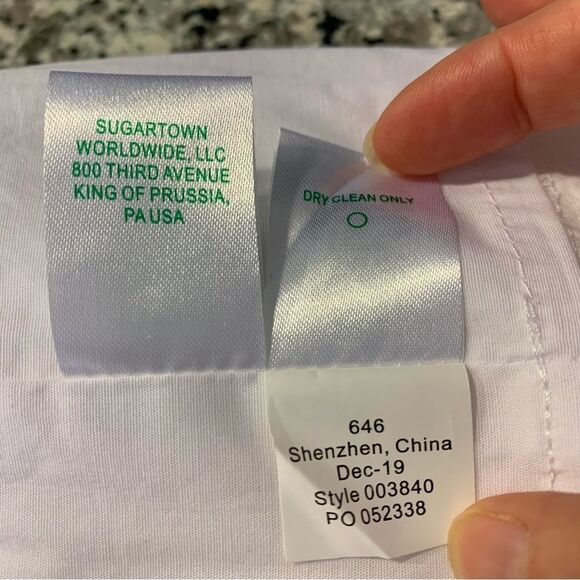 SUGARTOWN
WORLDWIDE, LLC
800 THIRD AVENUE
KING OF PRUSSIA,
PA USA
DRY CLEAN ONLY
646
Shenzhen, China
Dec-19
Style 003840
PO 052338